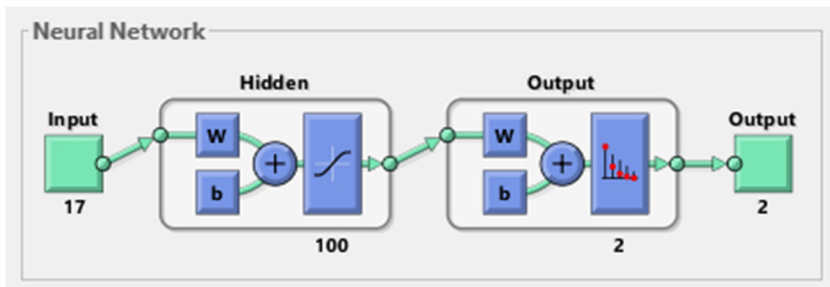 Neural Network
Hidden
Output
Input
Output
W
W
+
+
b
b
17
2
100
2